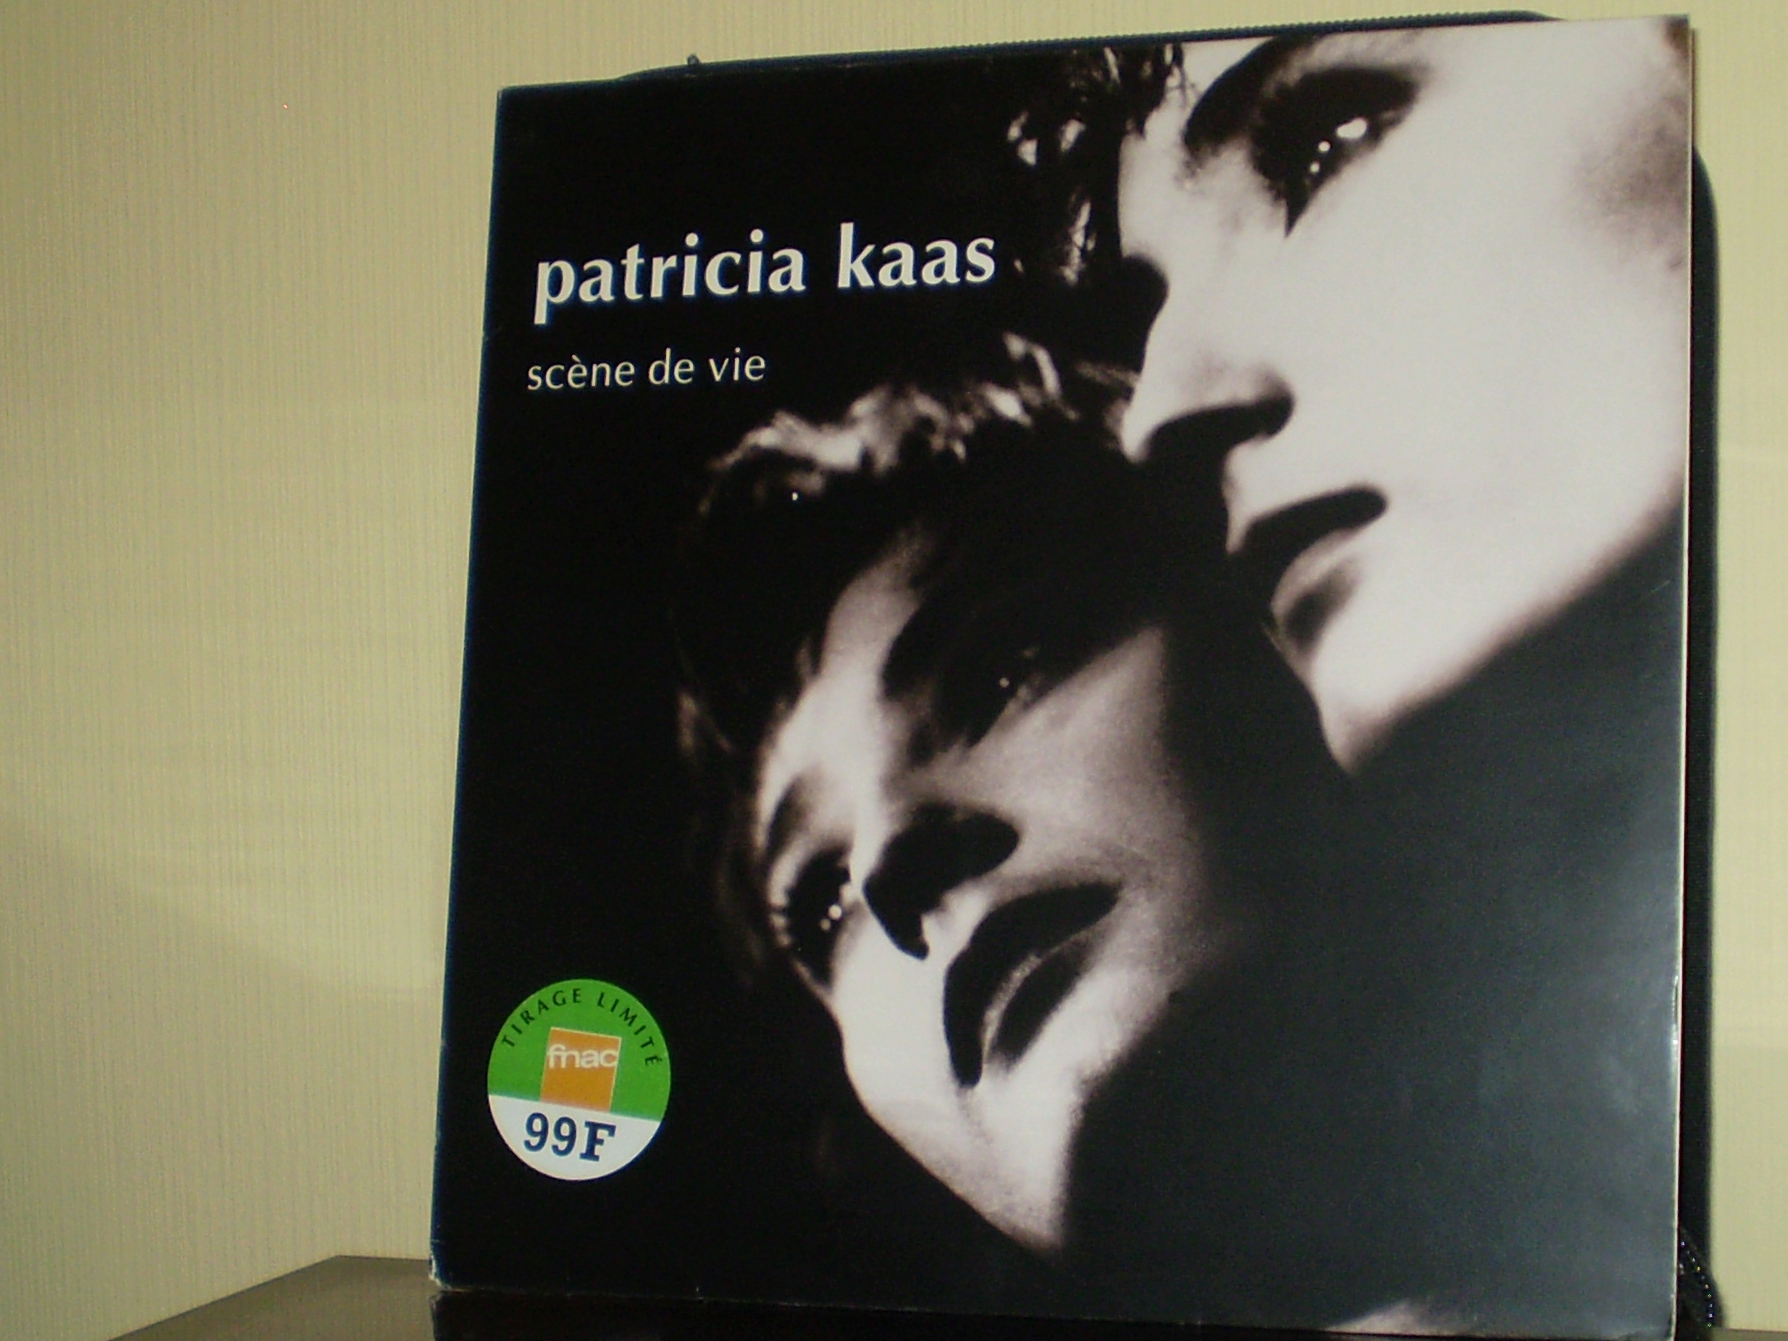 patricia kaas
scène de vie
TIRAGE LIMITÉ
fnac
99F